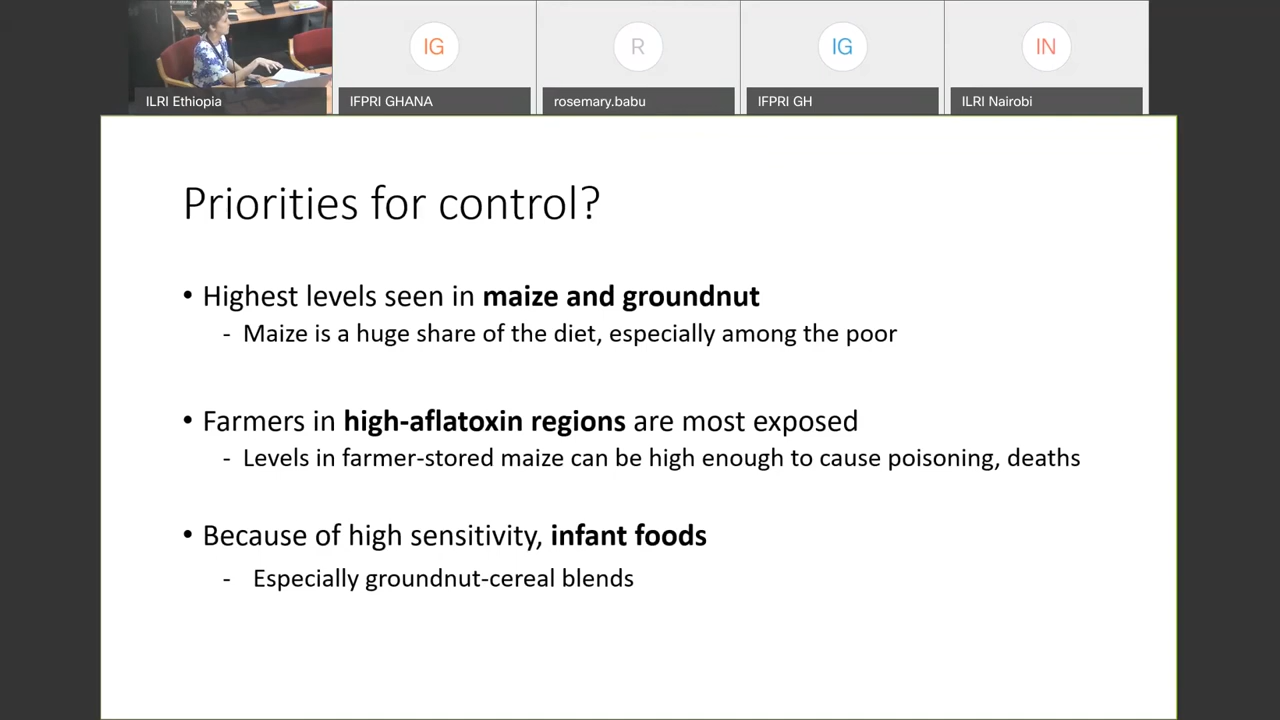 IG
R
IG
IN
ILRI Ethiopia
IFPRI GHANA
rosemary.babu
IFPRI GH
ILRI Nairobi
Priorities for control?
• Highest levels seen in maize and groundnut
- Maize is a huge share of the diet, especially among the poor
• Farmers in high-aflatoxin regions are most exposed
- Levels in farmer-stored maize can be high enough to cause poisoning, deaths
• Because of high sensitivity, infant foods
- Especially groundnut-cereal blends